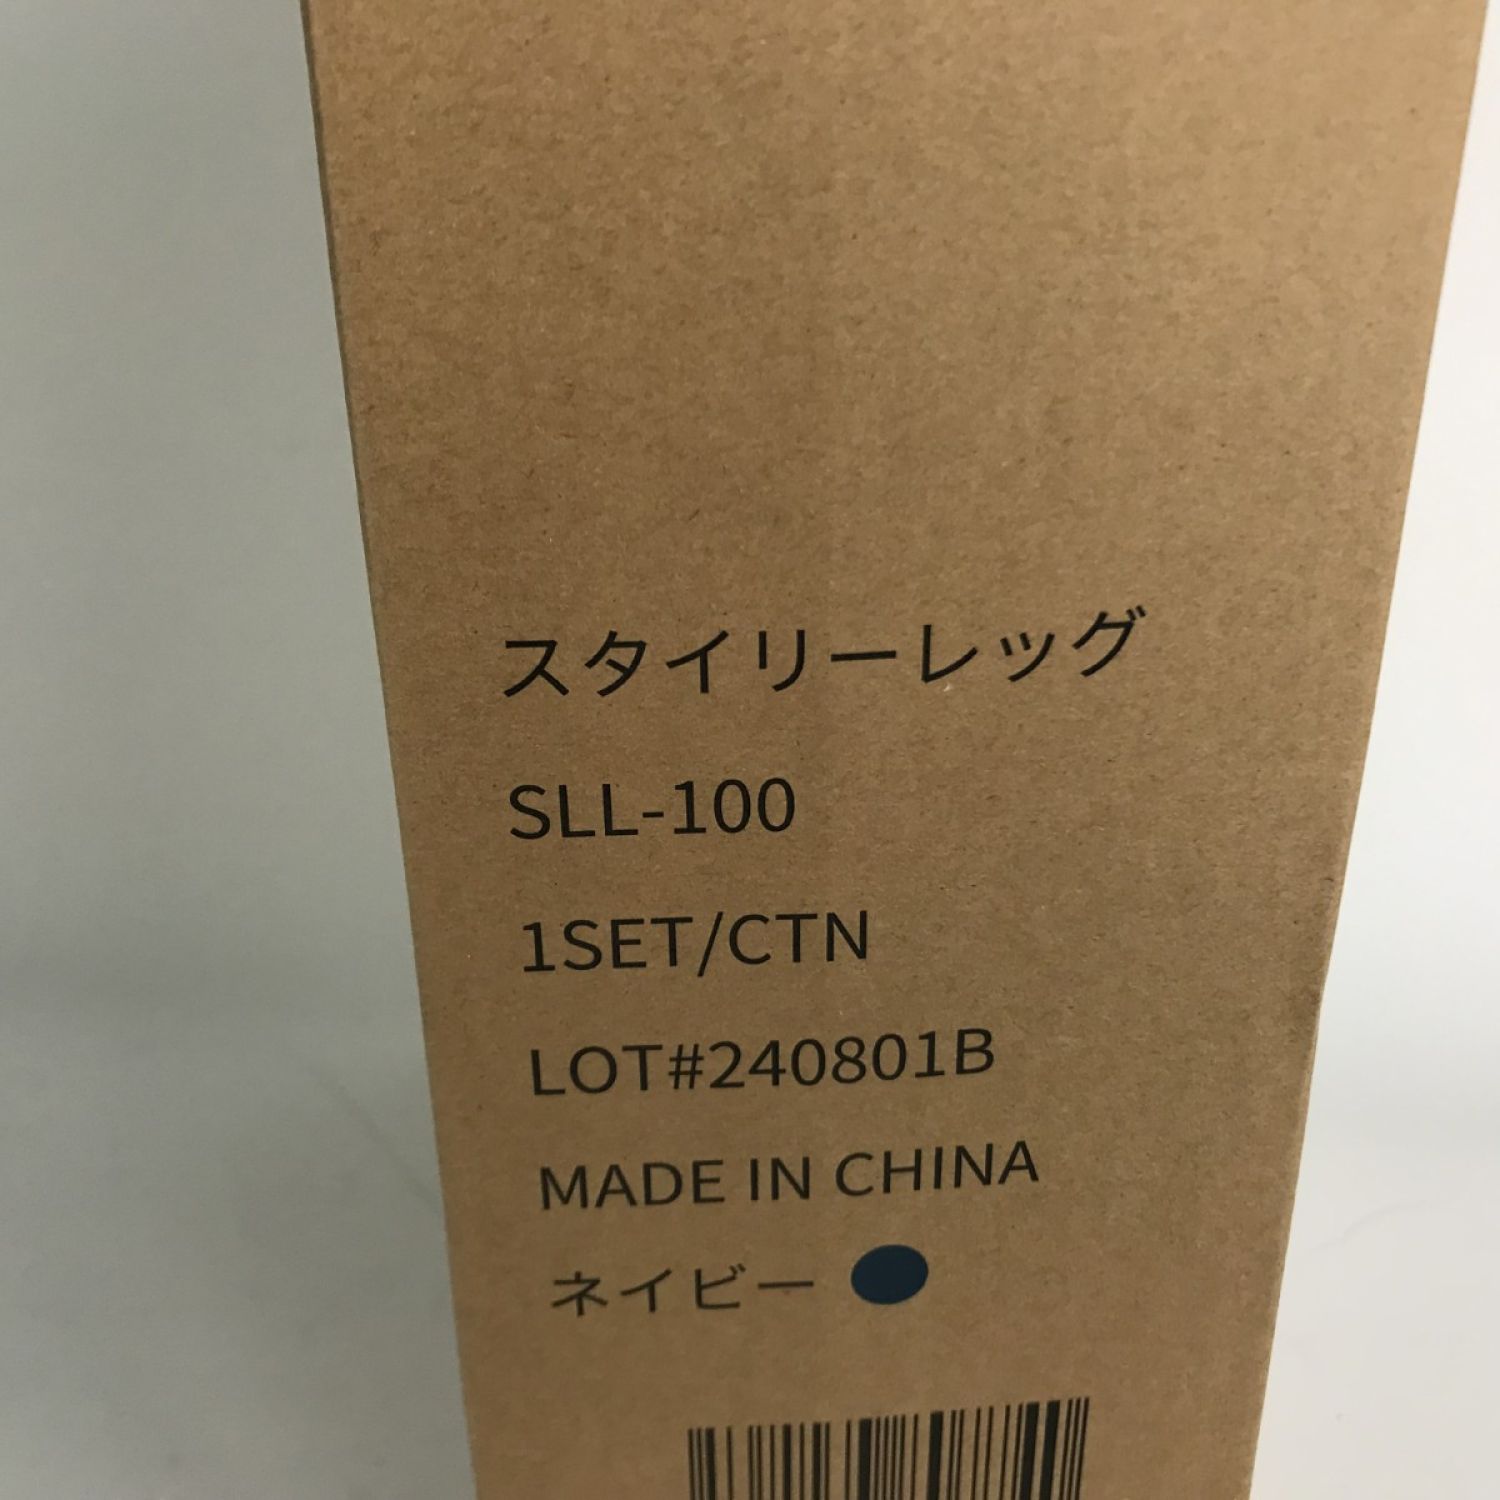 スタイリーレッグ
SLL-100
1SET/CTN
LOT#240801B
MADE IN CHINA
ネイビー